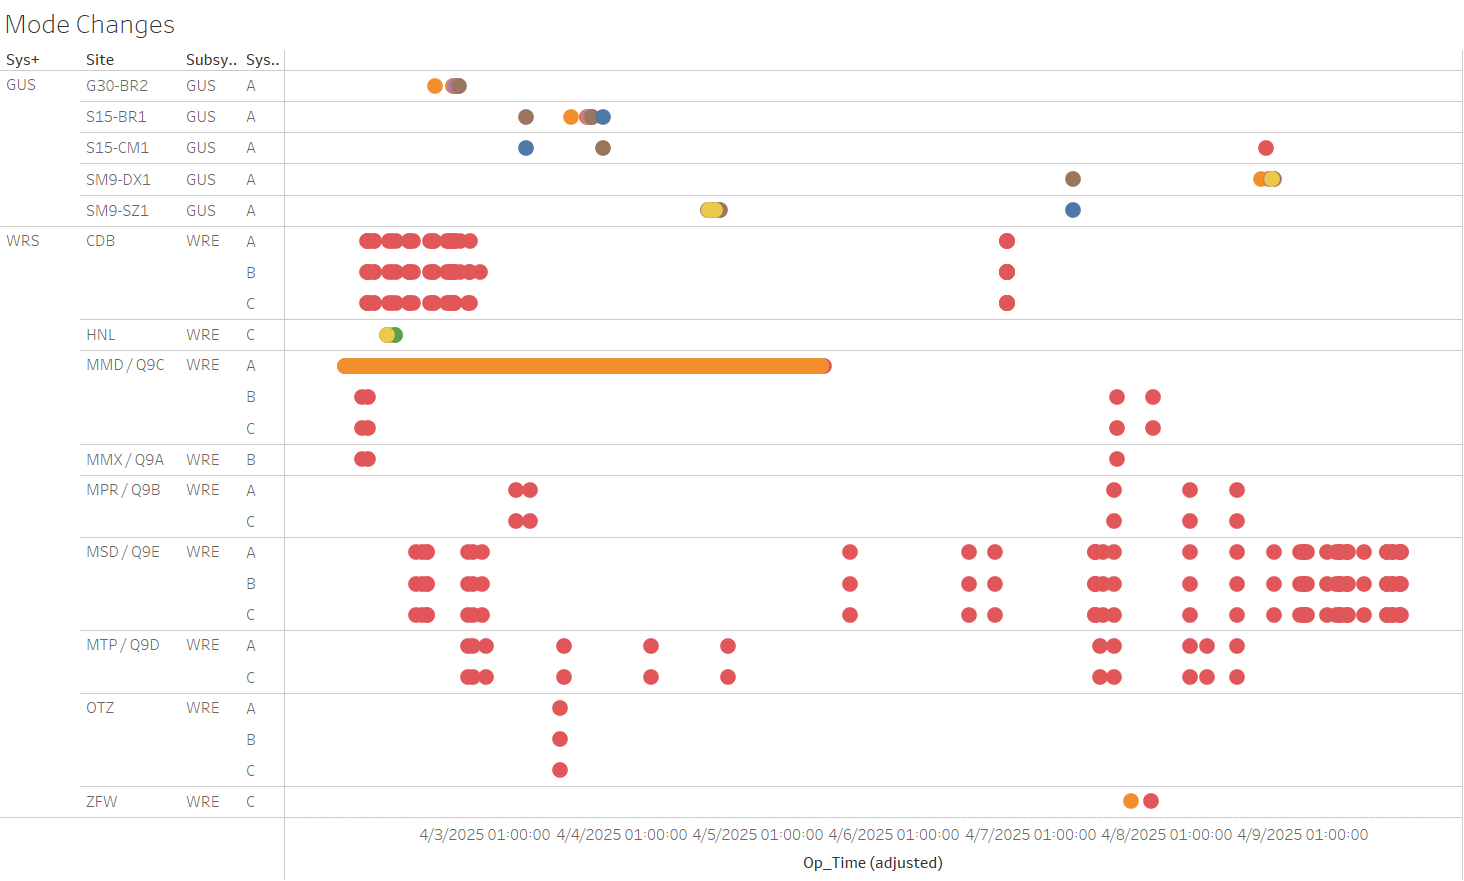 Mode Changes
Sys+ Site Subsy.. Sys..
GUS G30-BR2 GUS A
S15-BR1 GUS A
S15-CM1 GUS A
SM9-DX1 GUS A
SM9-SZ1 GUS A
WRS CDB WRE A
B
C
HNL WRE C
MMD / Q9C WRE A
B
C
MMX / Q9A WRE B
MPR / Q9B WRE A
C
MSD / Q9E WRE A
B
C
MTP / Q9D WRE A
C
OTZ WRE A
B
C
ZFW WRE C
4/3/2025 01:00:00 4/4/2025 01:00:00 4/5/2025 01:00:00 4/6/2025 01:00:00 4/7/2025 01:00:00 4/8/2025 01:00:00 4/9/2025 01:00:00
Op_Time (adjusted)